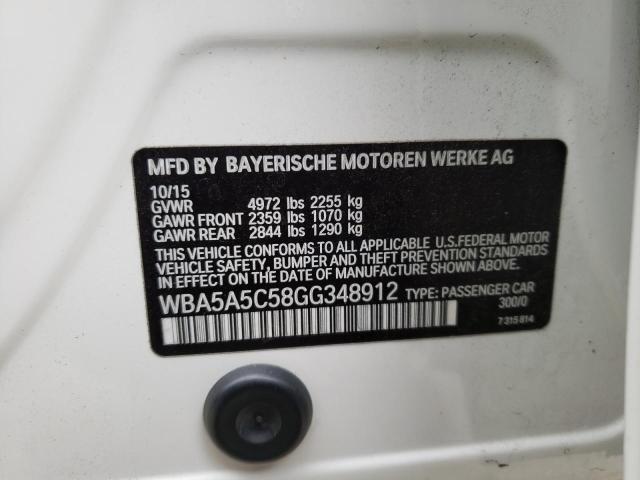 MFD BY BAYERISCHE MOTOREN WERKE AG
10/15
GVWR 4972 lbs 2255 kg
GAWR FRONT 2359 lbs 1070 kg
GAWR REAR 2844 lbs 1290 kg
THIS VEHICLE CONFORMS TO ALL APPLICABLE U.S.FEDERAL MOTOR
VEHICLE SAFETY, BUMPER AND THEFT PREVENTION STANDARDS
IN EFFECT ON THE DATE OF MANUFACTURE SHOWN ABOVE.
WBA5A5C58GG348912 TYPE: PASSENGER CAR
300/0
7 315 814